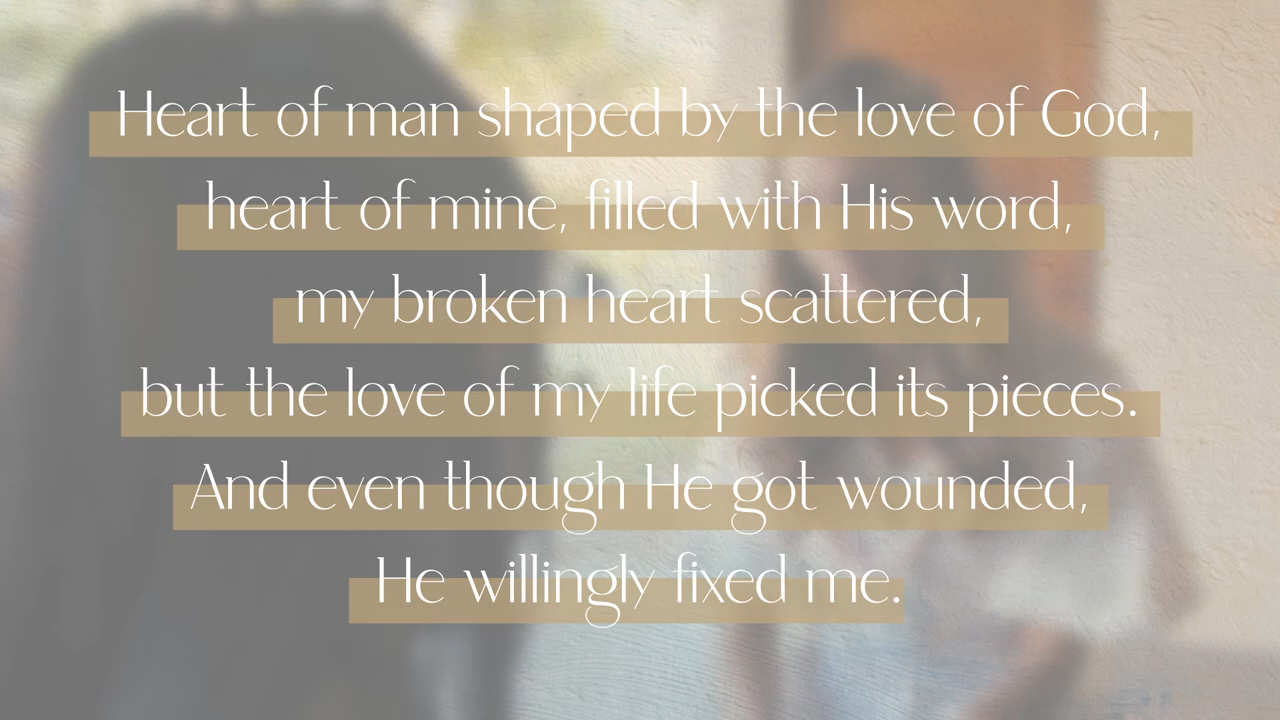 Heart of man shaped by the love of God,
heart of mine, filled with His word,
my broken heart scattered,
but the love of my life picked its pieces.
And even though He got wounded,
He willingly fixed me.